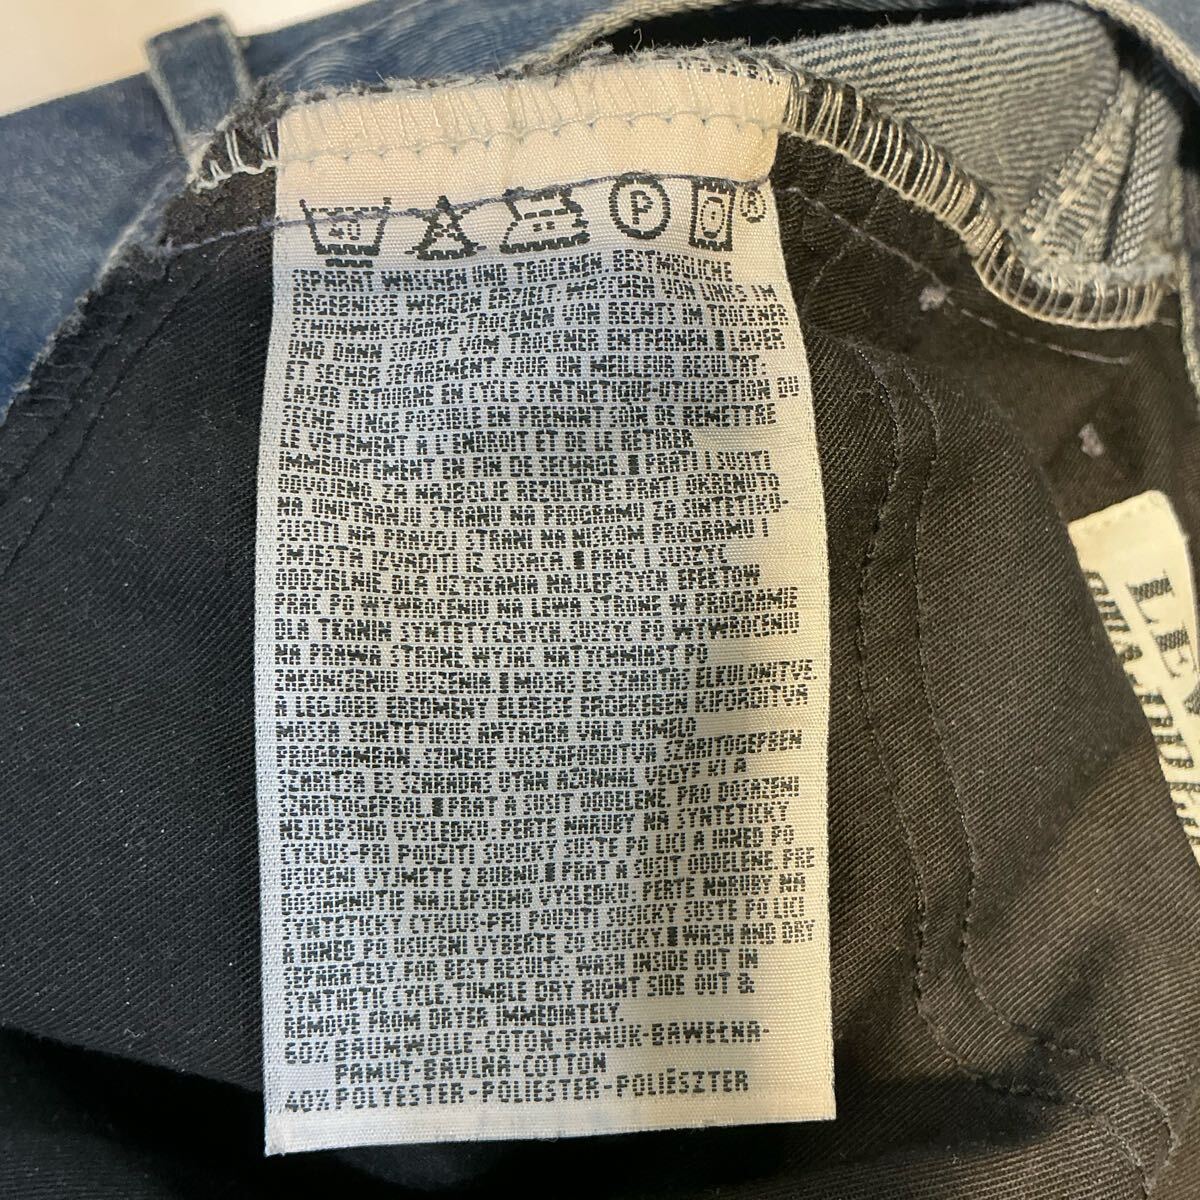 40 P ®
SEPARAT WASCHEN UND TROCKNEN. BESTMÖGLICHE
ERGEBNISSE WERDEN ERZIELT: WASCHEN VON LINKS IM
SCHONWASCHGANG-TROCKNEN VON RECHTS IM TROCKNER
UND DANN SOFORT VOM TROCKNER ENTFERNEN. LAVER
ET SECHER SEPAREMENT POUR UN MEILLEUR RESULTAT:
LAVER RETOURNE EN CYCLE SYNTHETIQUE-UTILISATION DU
SECHE-LINGE POSSIBLE EN PRENANT SOIN DE REMETTRE
LE VETEMENT A L'ENDROIT ET DE LE RETIRER
IMMEDIATEMENT EN FIN DE SECHAGE. PRATI I SUSITI
ODVOJENO. ZA NAJBOLJE REZULTATE: PRATI OKRENUTO
NA UNUTARNJU STRANU NA PROGRAMU ZA SINTETIKU-
SUSITI NA PRAVOJ STRANI NA NISKOM PROGRAMU I
SMJESTA IZVADITI IZ SUSACA. PRAC I SUSZYC
ODDZIELNIE. DLA UZYSKANIA NAJLEPSZYCH EFEKTOW
PRAC PO WYWROCENIU NA LEWA STRONE W PROGRAMIE
DLA TKANIN SYNTETYCZNYCH. SUSZYC PO WYWROCENIU
NA PRAWA STRONE. WYJAC NATYCHMIAST PO
ZAKONCZENIU SUSZENIA. MOSAS ES SZARITAS ELKULONITVE.
A LEGJOBB EREDMENY ELERESE ERDEKEBEN KIFORDITVA
MOSSA SZINTETIKUS ANYAGRA VALO KIMELO
PROGRAMBAN. SZINERE VISSZAFORDITVA SZARITOGEPBEN
SZARITSA ES SZARADAS UTAN AZONNAL VEGYE KI A
SZARITOGEPBOL. PRAT A SUSIT ODDELENE. PRO DOSAZENI
NEJLEPSIHO VYSLEDKU: PERTE NARUBY NA SYNTETICKY
CYKLUS-PRI POUZITI SUSICKY SUSTE PO LICI A IHNED PO
USUSENI VYJMETE Z BUBNU. PRAT A SUSIT ODDELENE. PRE
DOSIAHNUTIE NAJLEPSIEHO VYSLEDKU. PERTE NARUBY NA
SYNTETICKY CYKLUS-PRI POUZITI SUSICKY SUSTE PO LICI
A IHNED PO USUSENI VYBERTE ZO SUSICKY. WASH AND DRY
SEPARATELY FOR BEST RESULTS: WASH INSIDE OUT IN
SYNTHETIC CYCLE. TUMBLE DRY RIGHT SIDE OUT &
REMOVE FROM DRYER IMMEDIATELY
60% BAUMWOLLE-COTON-PAMUK-BAWEŁNA-
PAMUT-BAVLNA-COTTON
40% POLYESTER-POLIESTER-POLIÉSZTER